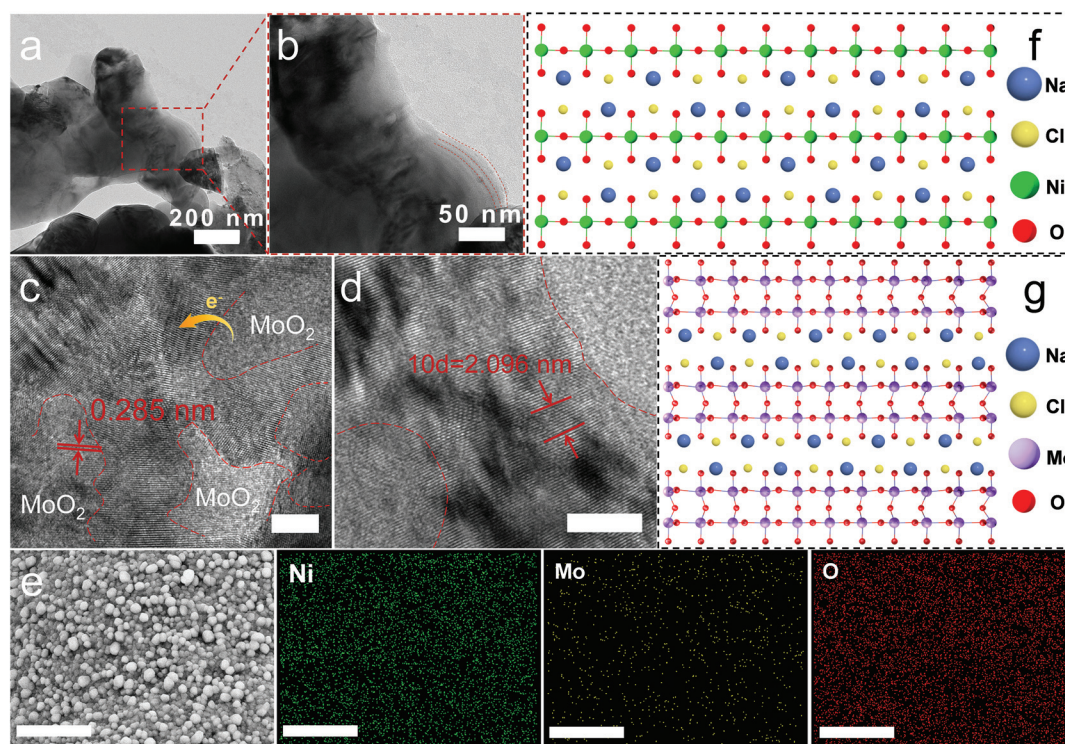 a
200 nm
b
50 nm
f
Na
Cl
Ni
O
c
e-
MoO2
0.285 nm
MoO2
MoO2
d
10d=2.096 nm
g
Na
Cl
Mo
O
e
Ni
Mo
O